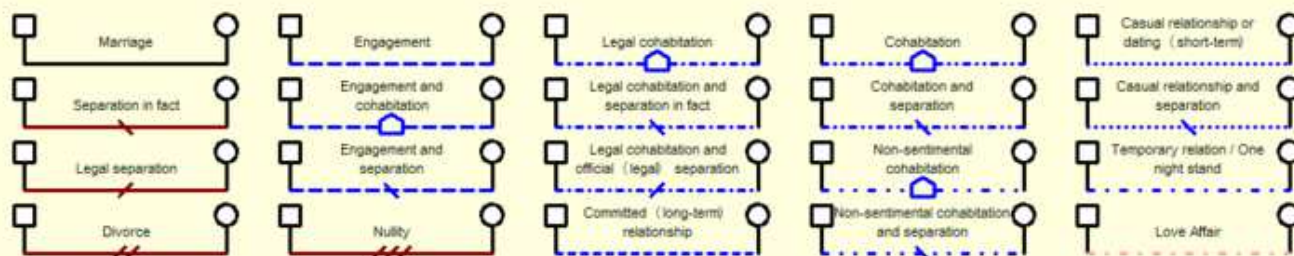 Marriage
Engagement
Legal cohabitation
Cohabitation
Casual relationship or
dating (short-term)
Separation in fact
Engagement and
cohabitation
Legal cohabitation and
separation in fact
Cohabitation and
separation
Casual relationship and
separation
Legal separation
Engagement and
separation
Legal cohabitation and
official (legal) separation
Non-sentimental
cohabitation
Temporary relation / One
night stand
Divorce
Nullity
Committed (long-term)
relationship
Non-sentimental cohabitation
and separation
Love Affair